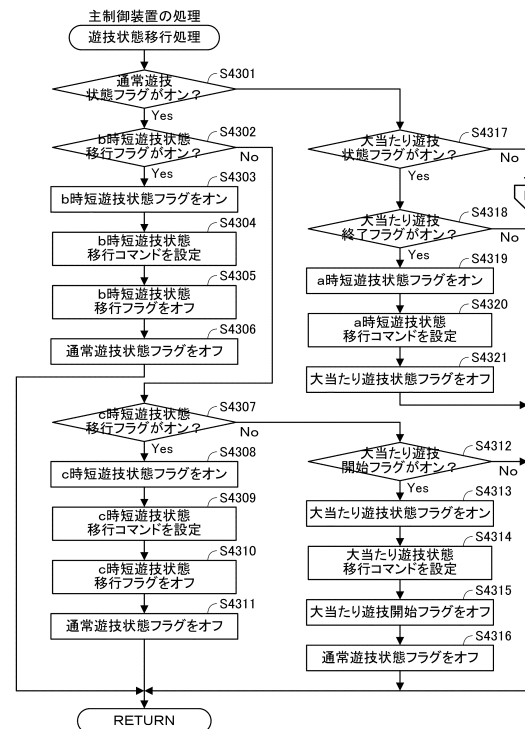 主制御装置の処理
遊技状態移行処理
S4301
通常遊技
状態フラグがオン？
Yes
S4302
b時短遊技状態
移行フラグがオン？
No
Yes
S4303
b時短遊技状態フラグをオン
S4304
b時短遊技状態
移行コマンドを設定
S4305
b時短遊技状態
移行フラグをオフ
S4306
通常遊技状態フラグをオフ
S4307
c時短遊技状態
移行フラグがオン？
No
Yes
S4308
c時短遊技状態フラグをオン
S4309
c時短遊技状態
移行コマンドを設定
S4310
c時短遊技状態
移行フラグをオフ
S4311
通常遊技状態フラグをオフ
S4317
大当たり遊技
状態フラグがオン？
No
Yes
S4318
大当たり遊技
終了フラグがオン？
No
Yes
S4319
a時短遊技状態フラグをオン
S4320
a時短遊技状態
移行コマンドを設定
S4321
大当たり遊技状態フラグをオフ
S4312
大当たり遊技
開始フラグがオン？
No
Yes
S4313
大当たり遊技状態フラグをオン
S4314
大当たり遊技状態
移行コマンドを設定
S4315
大当たり遊技開始フラグをオフ
S4316
通常遊技状態フラグをオフ
RETURN